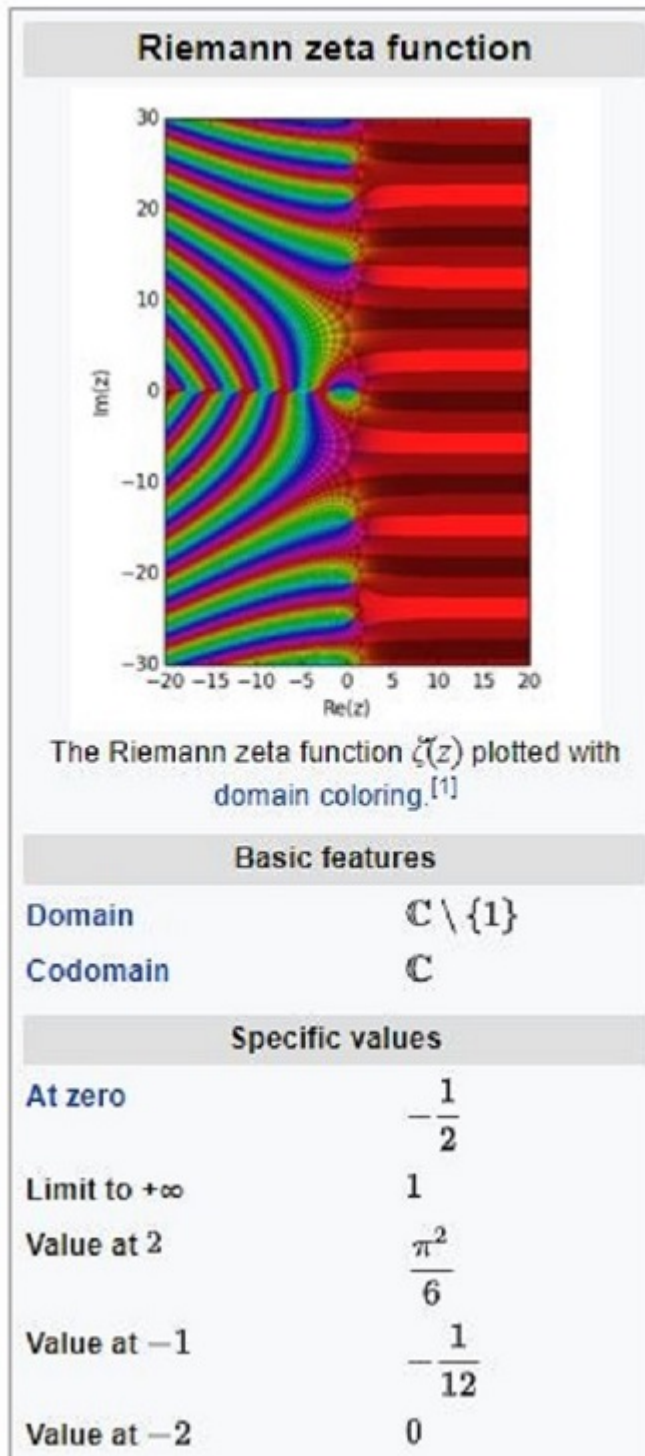 Riemann zeta function
30
20
10
0
−10
−20
−30
Im(z)
−20 −15 −10 −5 0 5 10 15 20
Re(z)
The Riemann zeta function ζ(z) plotted with
domain coloring.[1]
Basic features
Domain ℂ \ {1}
Codomain ℂ
Specific values
At zero −1/2
Limit to +∞ 1
Value at 2 π²/6
Value at −1 −1/12
Value at −2 0